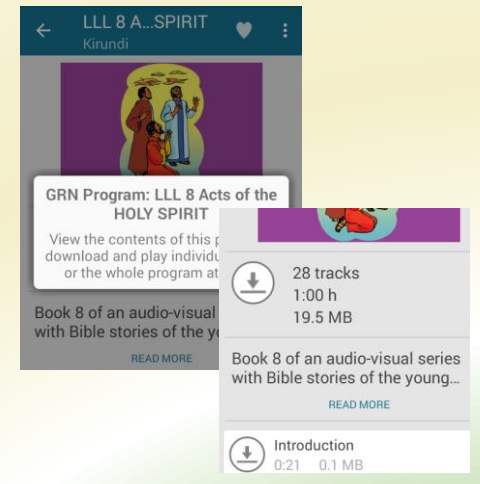 LLL 8 A...SPIRIT
Kirundi
GRN Program: LLL 8 Acts of the
HOLY SPIRIT
View the contents of this
download and play
or the whole program at
Book 8 of an audio-visual
with Bible stories of the
READ MORE
28 tracks
1:00 h
19.5 MB
Book 8 of an audio-visual series
with Bible stories of the young...
READ MORE
Introduction
0:21 0.1 MB